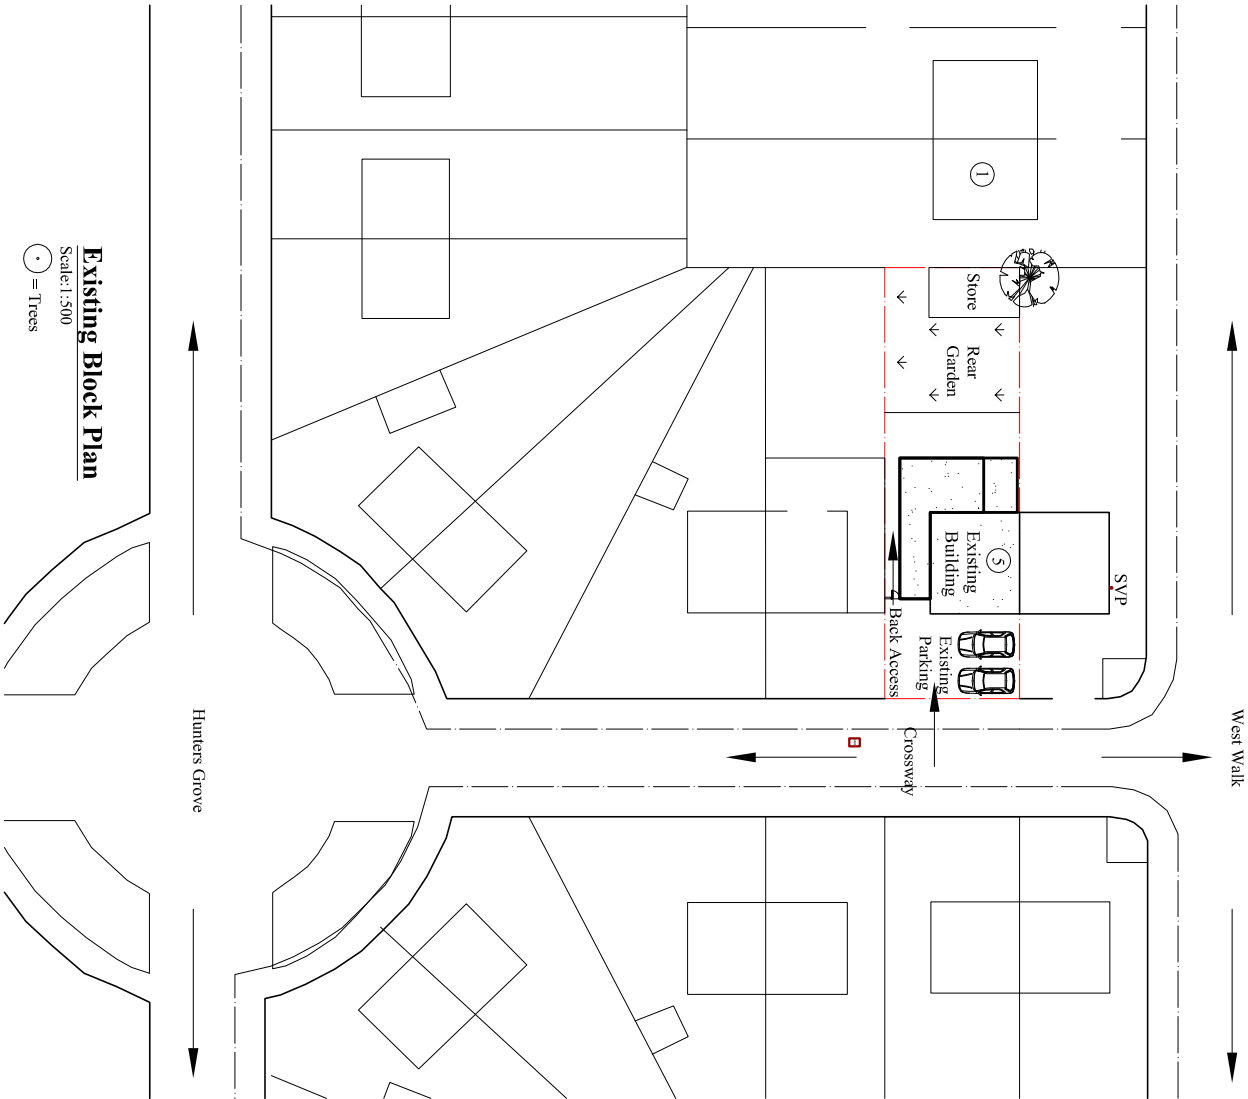 West Walk
SVP
1
Store
Rear
Garden
5
Existing
Building
Back Access
Existing
Parking
Crossway
Hunters Grove
Existing Block Plan
Scale:1:500
= Trees